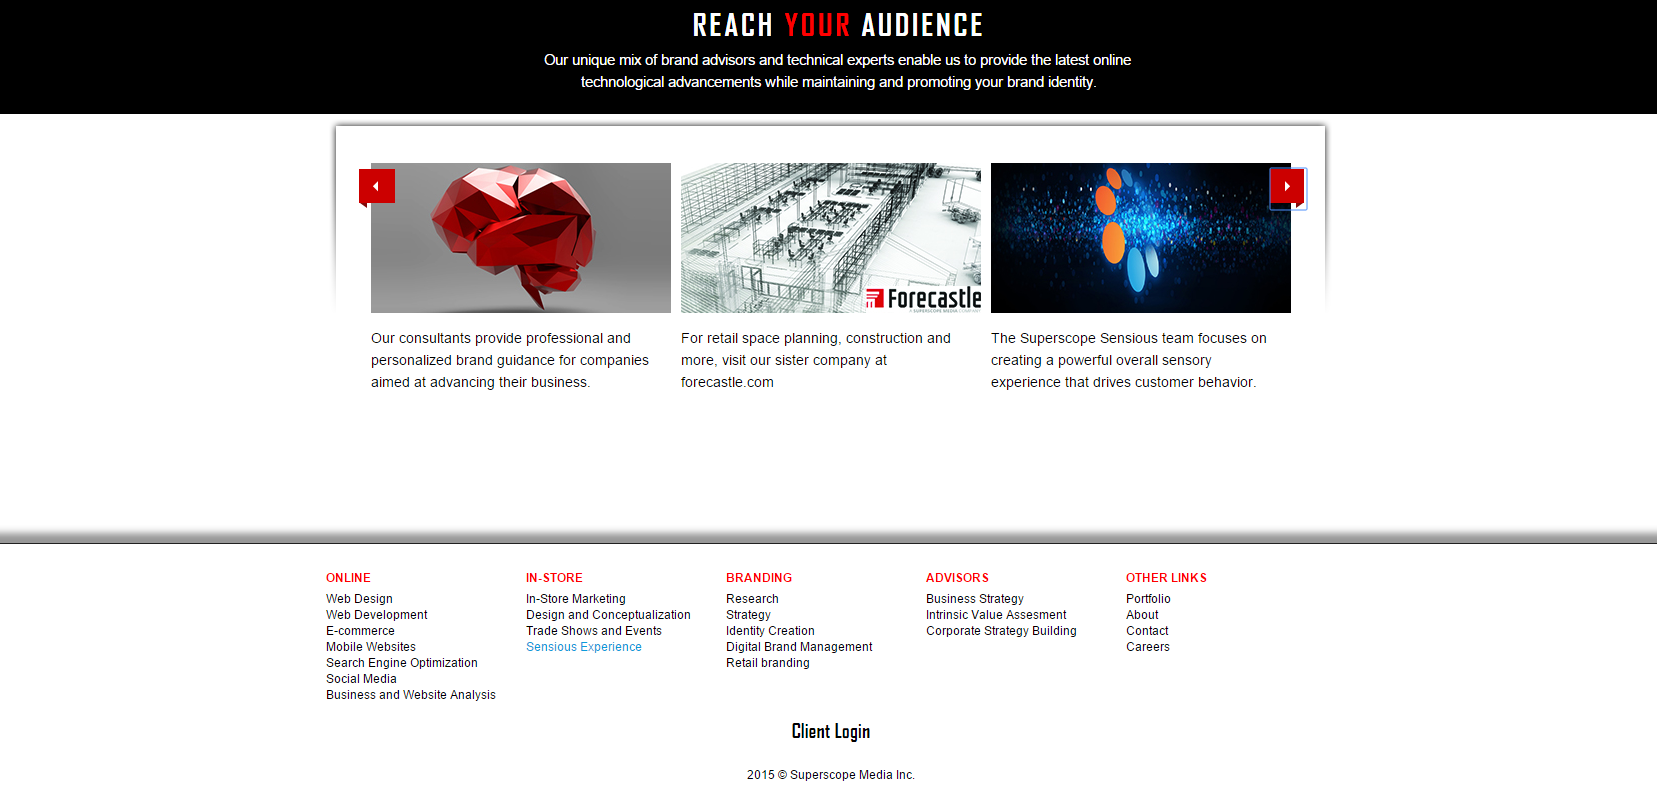 REACH YOUR AUDIENCE
Our unique mix of brand advisors and technical experts enable us to provide the latest online
technological advancements while maintaining and promoting your brand identity.
Forecastle
A SUPERSCOPE MEDIA COMPANY
Our consultants provide professional and
personalized brand guidance for companies
aimed at advancing their business.
For retail space planning, construction and
more, visit our sister company at
forecastle.com
The Superscope Sensious team focuses on
creating a powerful overall sensory
experience that drives customer behavior.
ONLINE
Web Design
Web Development
E-commerce
Mobile Websites
Search Engine Optimization
Social Media
Business and Website Analysis
IN-STORE
In-Store Marketing
Design and Conceptualization
Trade Shows and Events
Sensious Experience
BRANDING
Research
Strategy
Identity Creation
Digital Brand Management
Retail branding
ADVISORS
Business Strategy
Intrinsic Value Assesment
Corporate Strategy Building
OTHER LINKS
Portfolio
About
Contact
Careers
Client Login
2015 © Superscope Media Inc.